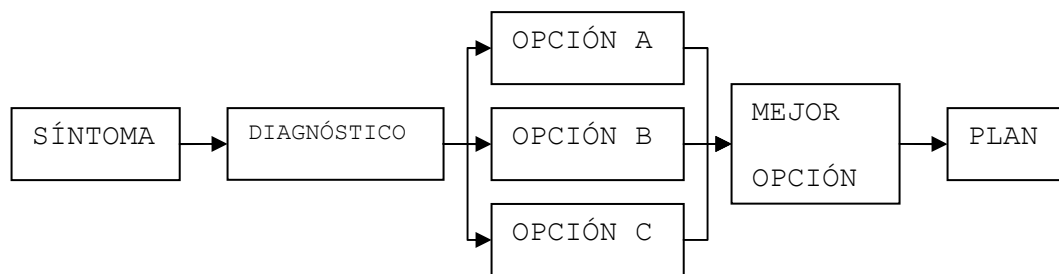 SÍNTOMA
DIAGNÓSTICO
OPCIÓN A
OPCIÓN B
OPCIÓN C
MEJOR
OPCIÓN
PLAN